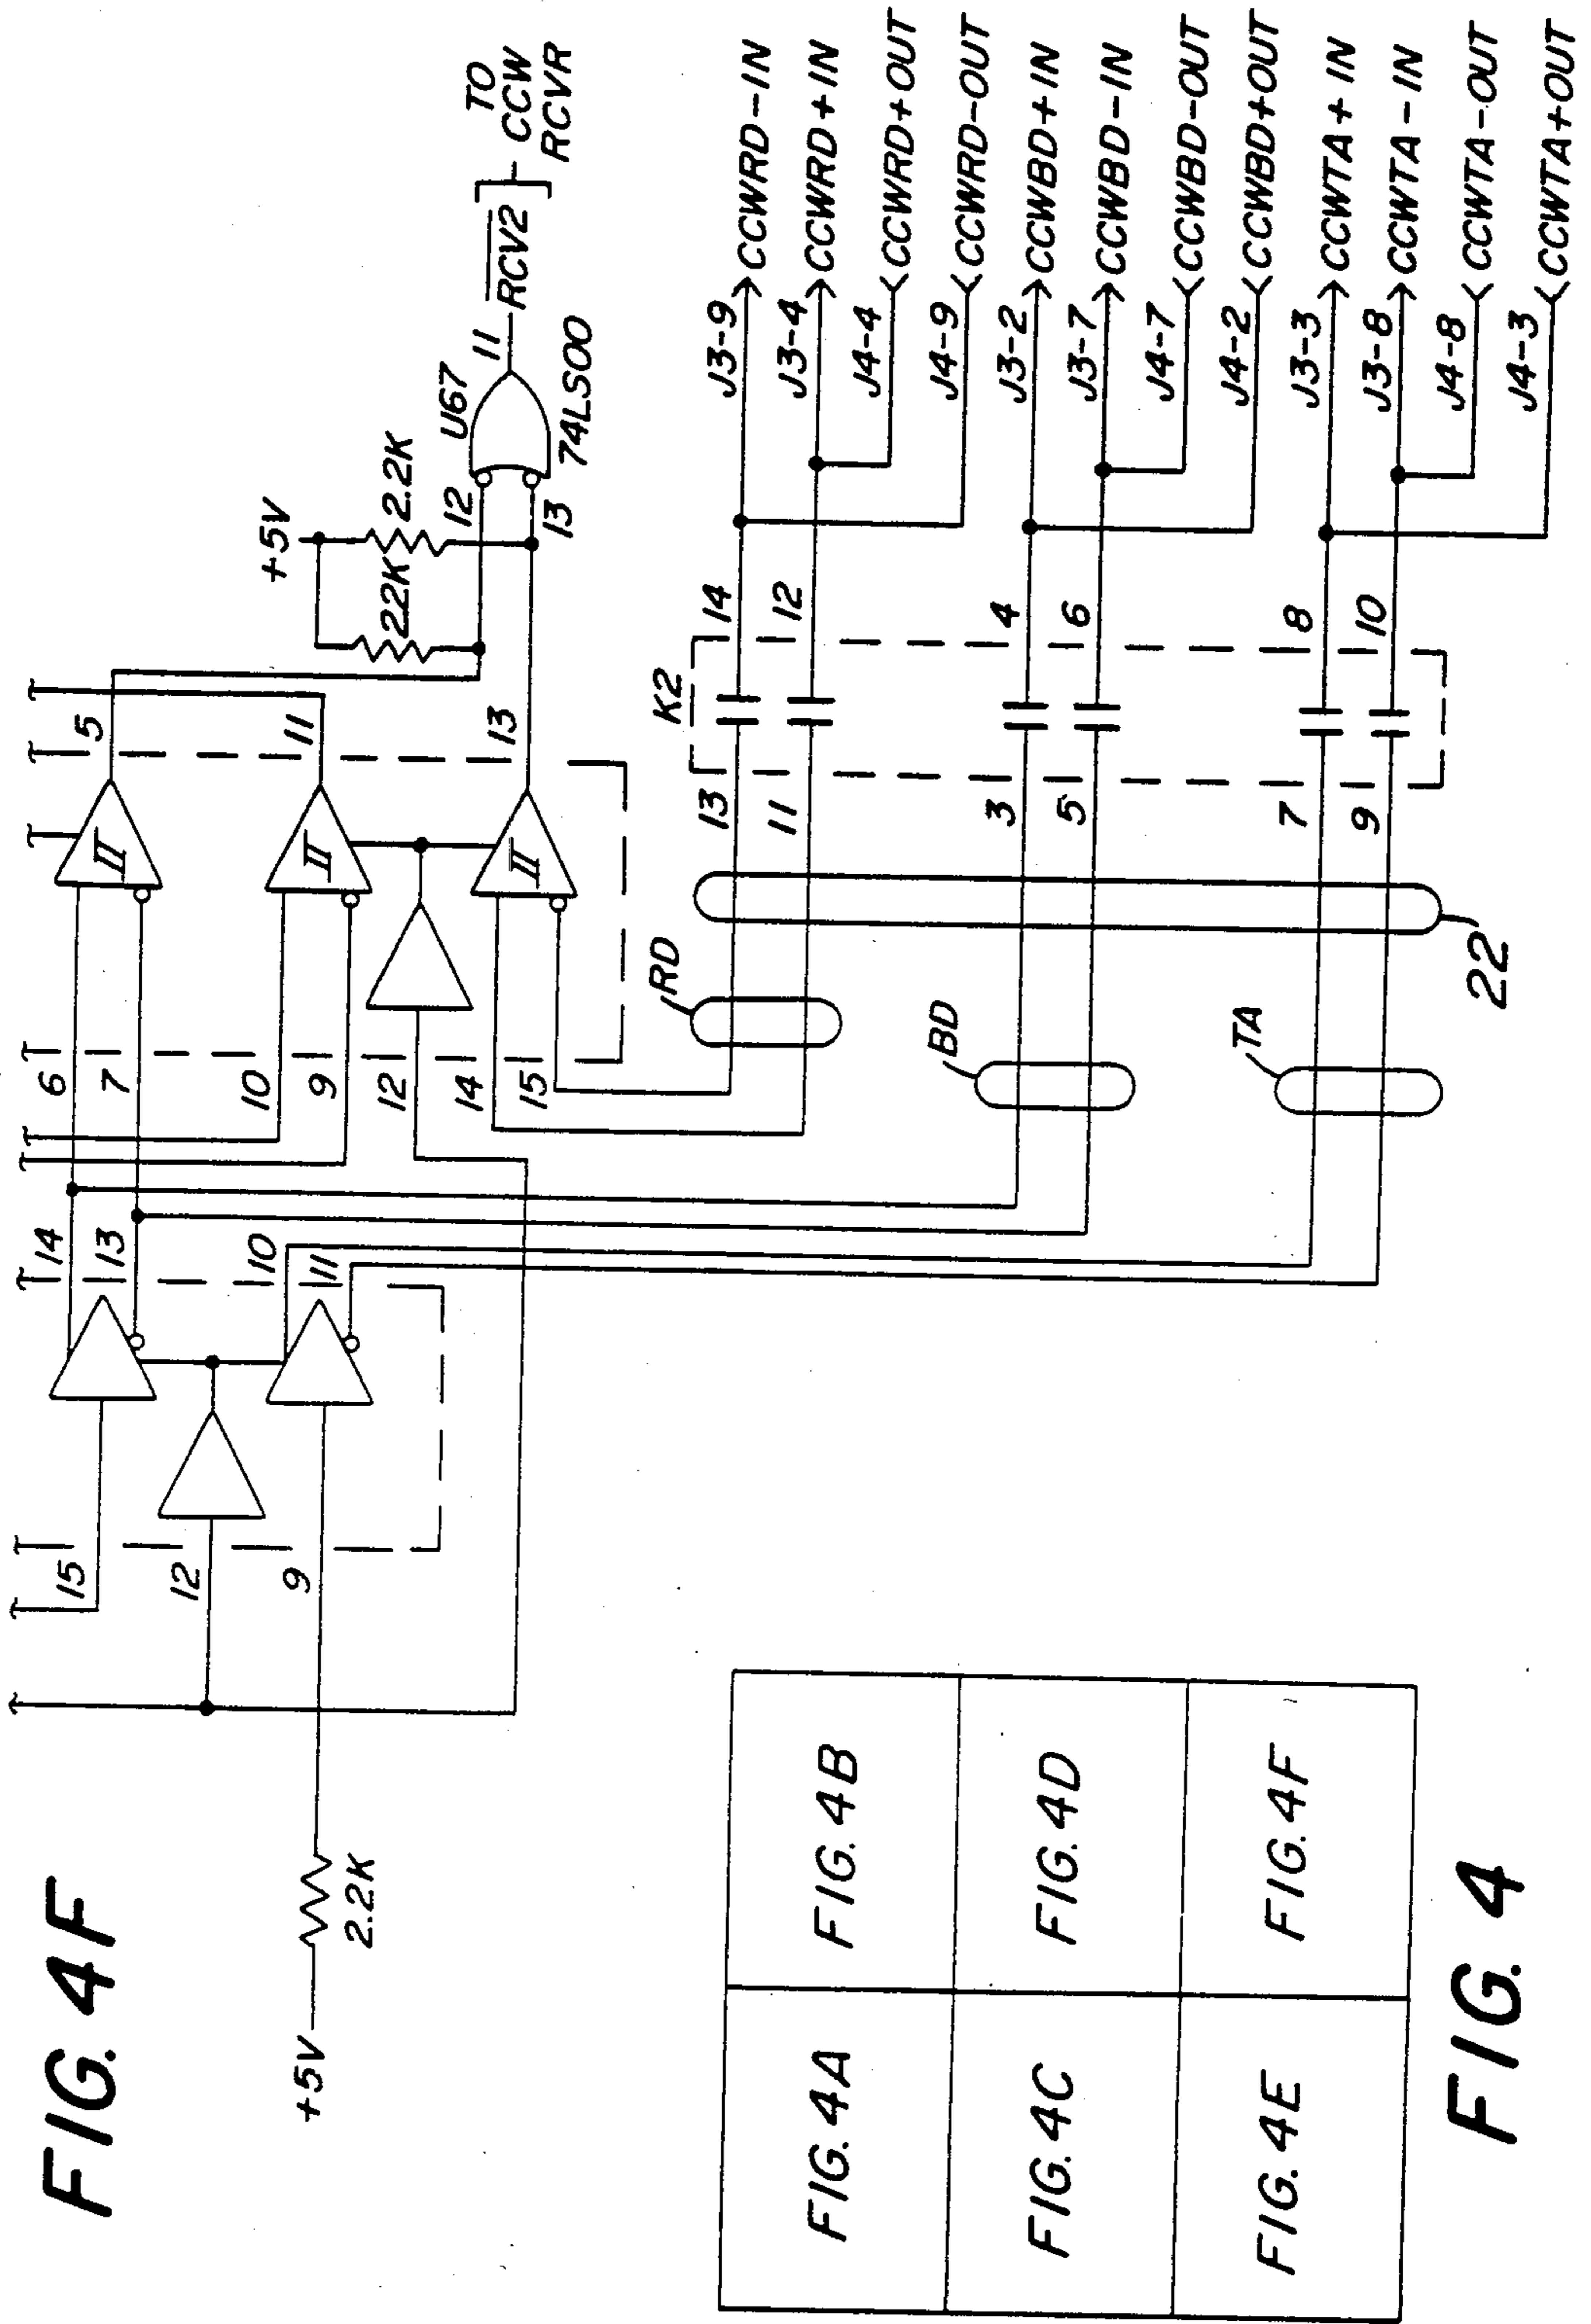 FIG. 4F
+5V
2.2K
15
12
9
14
13
10
11
6
7
10
9
12
14
15
II
II
II
5
11
13
+5V
22K
2.2K
12
13
U67
74LS00
11
RCV2
TO
CCW
RCVR
RD
BD
TA
22
K2
13
14
J3-9
CCWRD-IN
11
12
J3-4
CCWRD+IN
J4-4
CCWRD+OUT
J4-9
CCWRD-OUT
3
4
J3-2
CCWBD+IN
5
6
J3-7
CCWBD-IN
J4-7
CCWBD-OUT
J4-2
CCWBD+OUT
7
8
J3-3
CCWTA+IN
9
10
J3-8
CCWTA-IN
J4-8
CCWTA-OUT
J4-3
CCWTA+OUT
FIG. 4A
FIG. 4B
FIG. 4C
FIG. 4D
FIG. 4E
FIG. 4F
FIG. 4